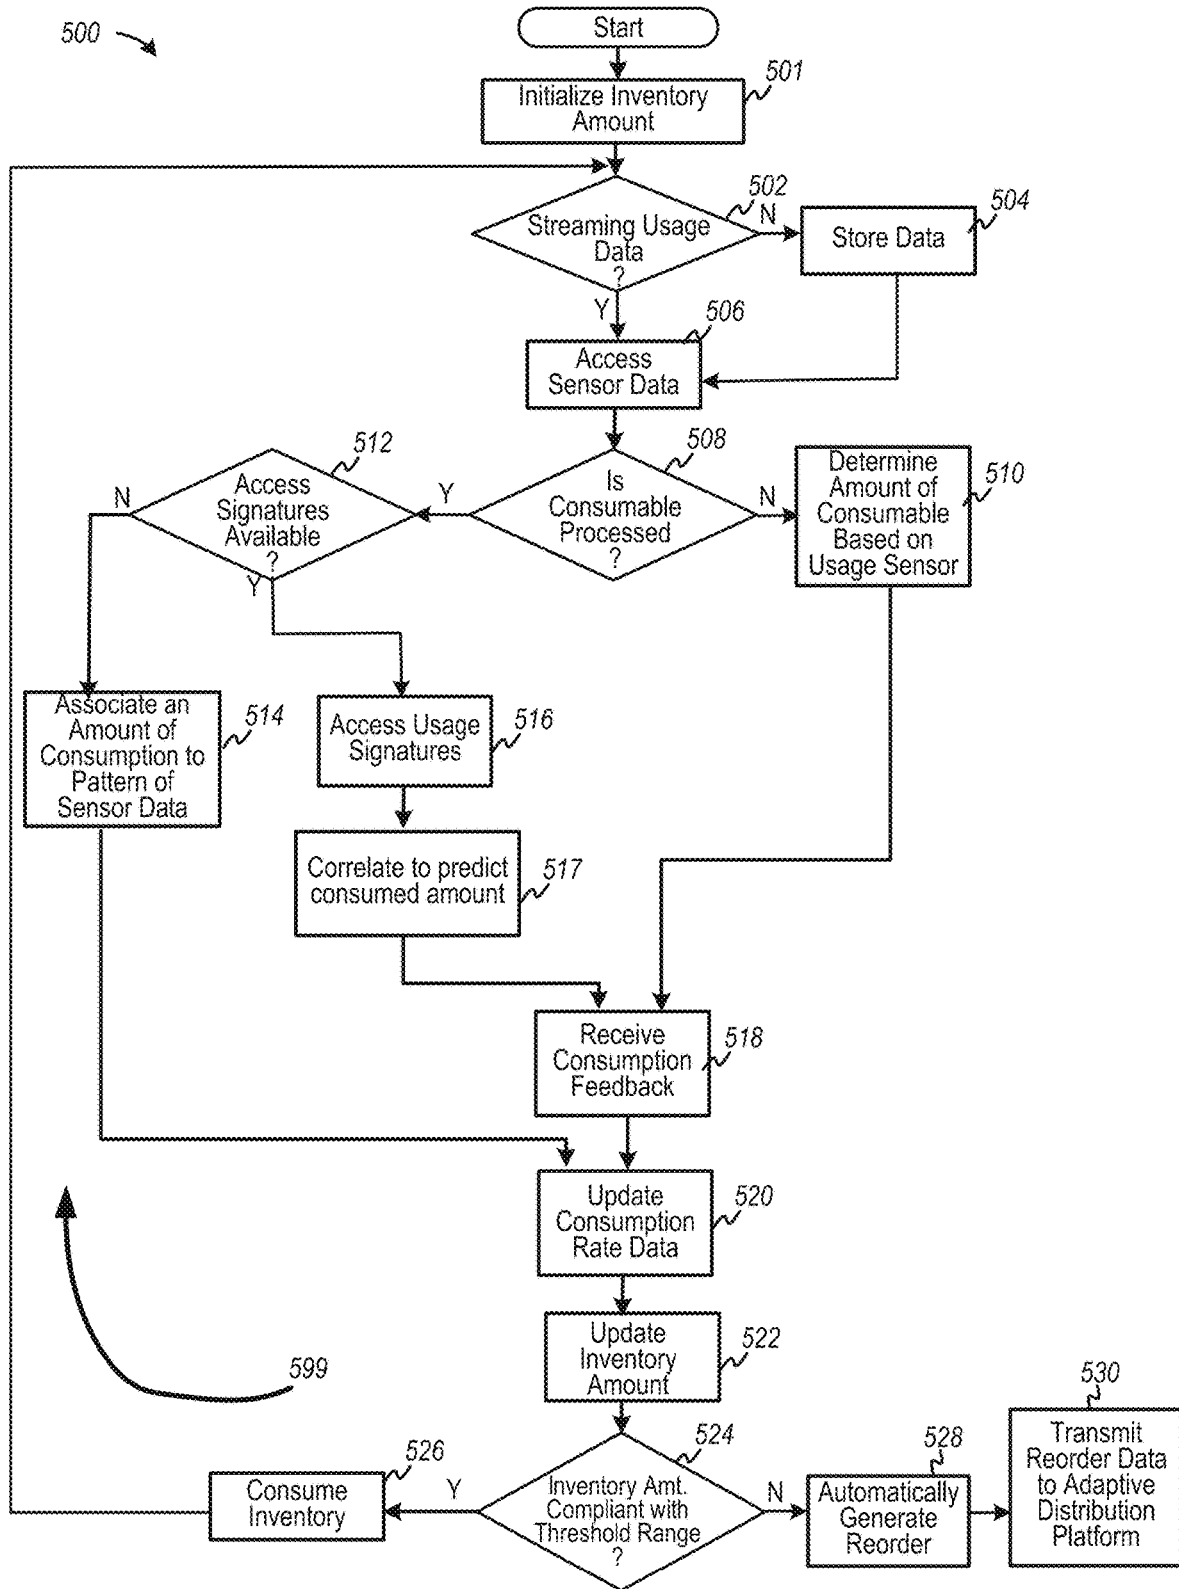 500
Start
501
Initialize Inventory
Amount
502
Streaming Usage
Data
?
N
504
Store Data
Y
506
Access
Sensor Data
512
Access
Signatures
Available
?
N
Y
508
Is
Consumable
Processed
?
Y
N
510
Determine
Amount of
Consumable
Based on
Usage Sensor
Associate an
Amount of
Consumption to
Pattern of
Sensor Data
514
Access Usage
Signatures
516
Correlate to predict
consumed amount
517
Receive
Consumption
Feedback
518
Update
Consumption
Rate Data
520
Update
Inventory
Amount
522
599
524
Inventory Amt.
Compliant with
Threshold Range
?
Y
N
526
Consume
Inventory
528
Automatically
Generate
Reorder
530
Transmit
Reorder Data
to Adaptive
Distribution
Platform